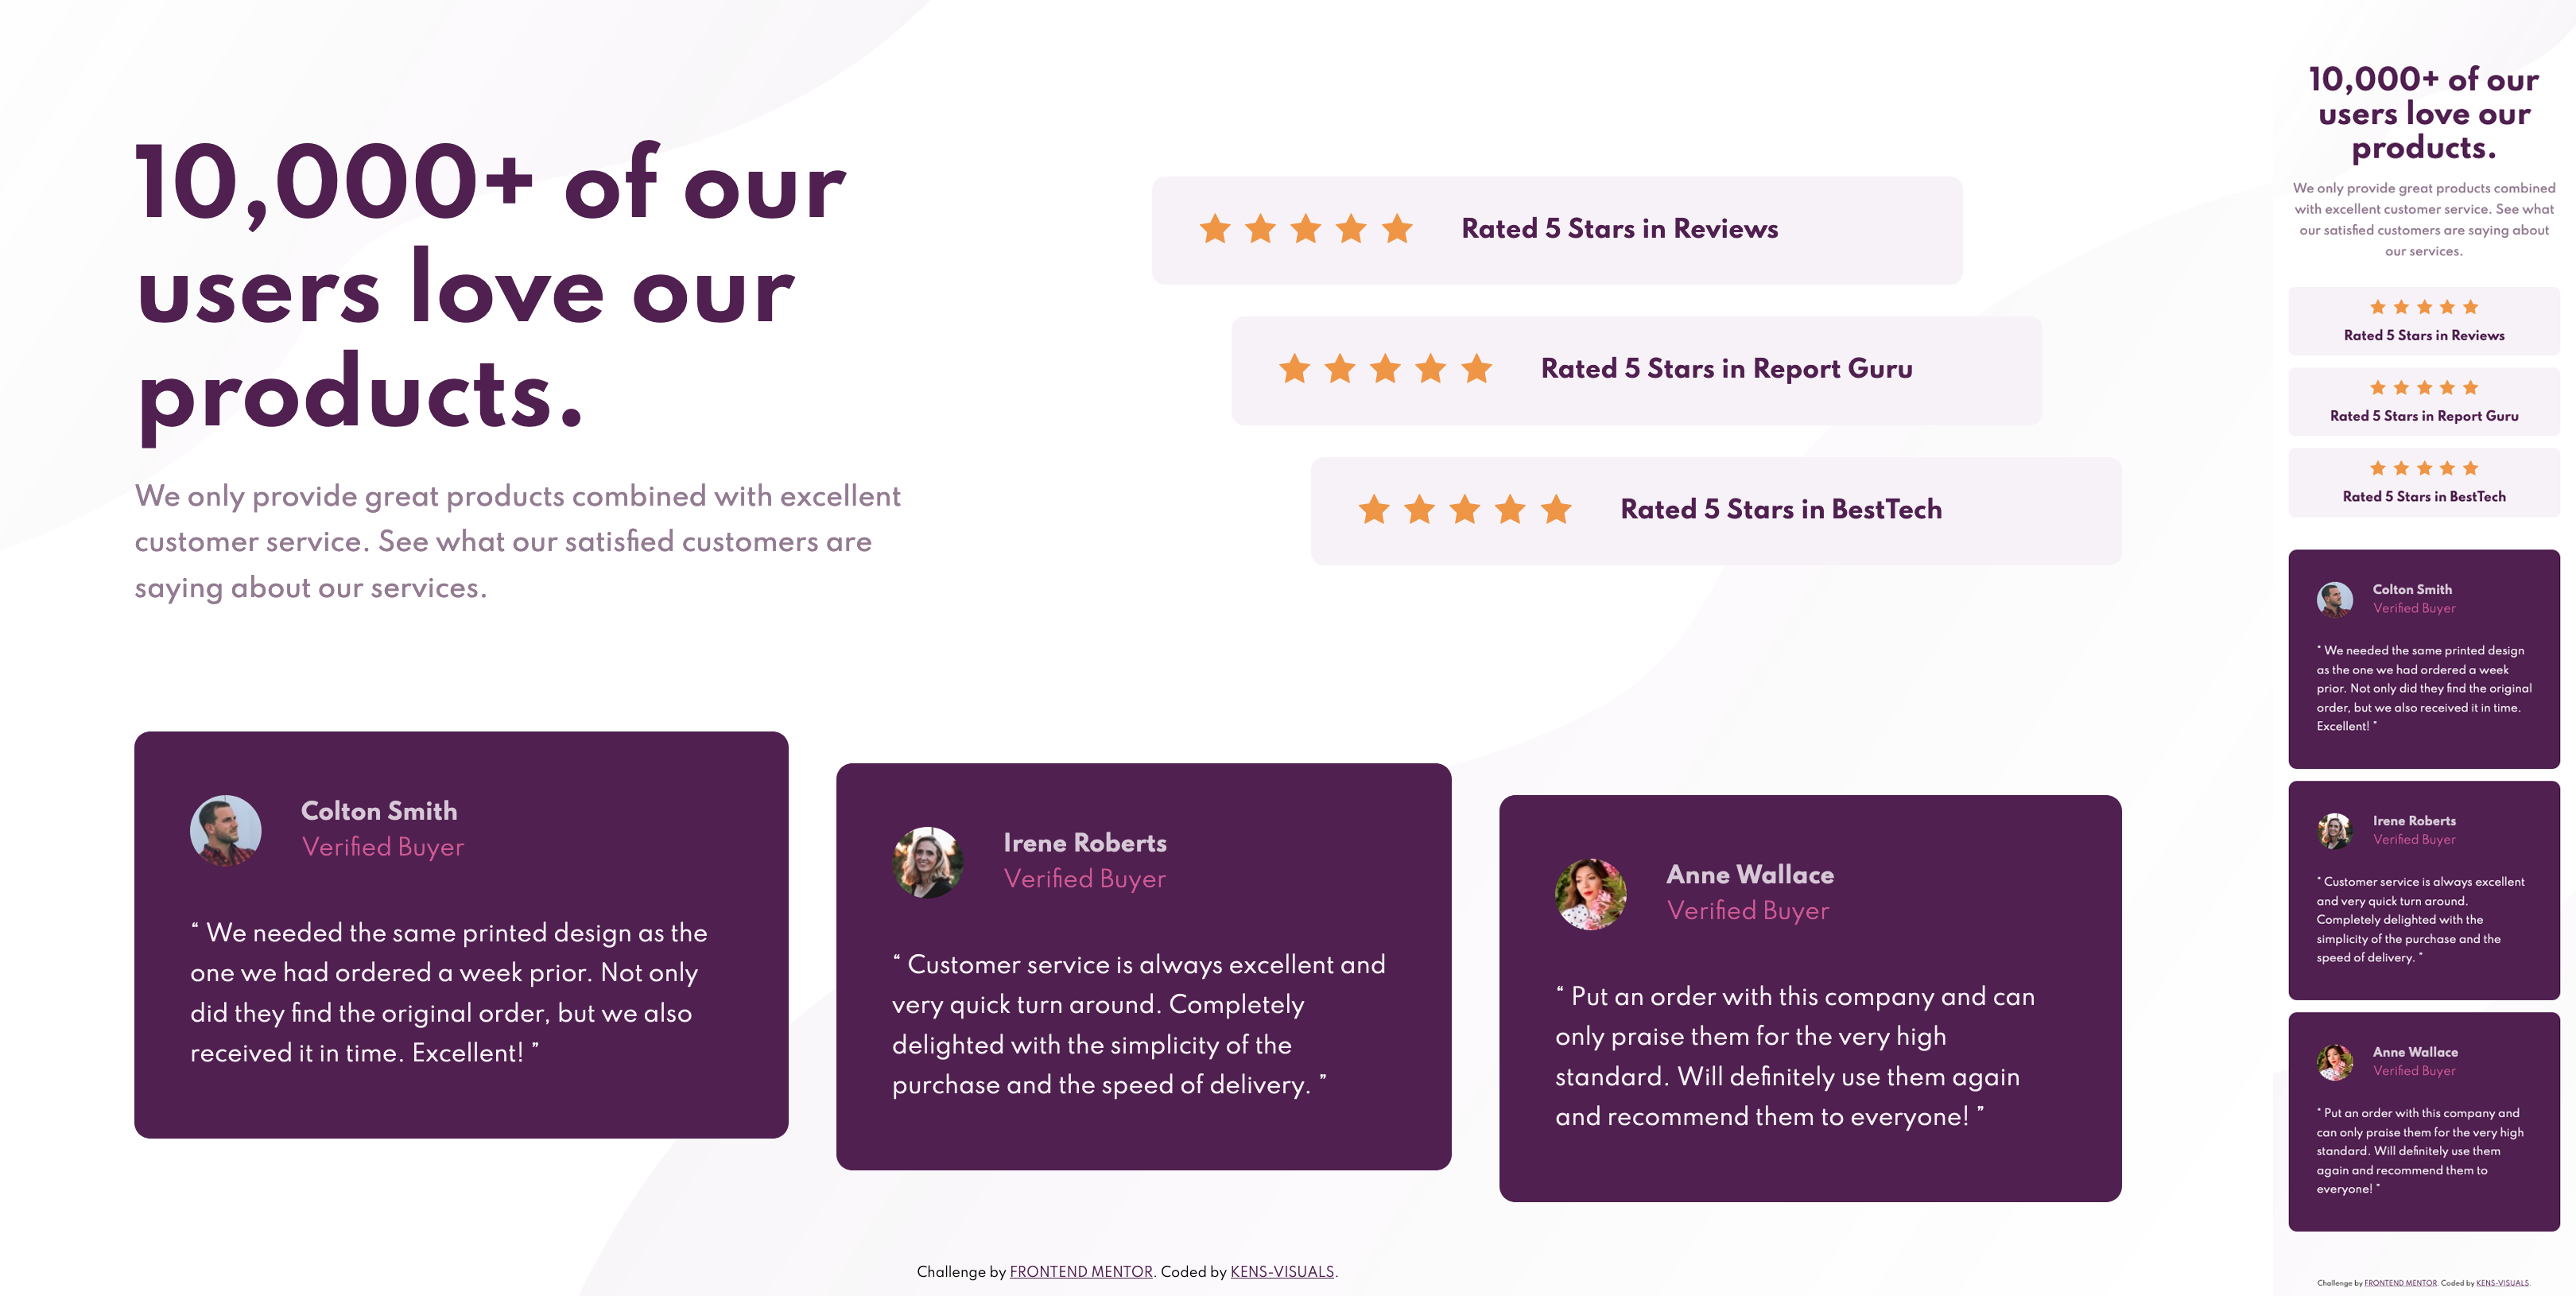 10,000+ of our
users love our
products.
We only provide great products combined with excellent
customer service. See what our satisfied customers are
saying about our services.
Rated 5 Stars in Reviews
Rated 5 Stars in Report Guru
Rated 5 Stars in BestTech
Colton Smith
Verified Buyer
“ We needed the same printed design as the
one we had ordered a week prior. Not only
did they find the original order, but we also
received it in time. Excellent! ”
Irene Roberts
Verified Buyer
“ Customer service is always excellent and
very quick turn around. Completely
delighted with the simplicity of the
purchase and the speed of delivery. ”
Anne Wallace
Verified Buyer
“ Put an order with this company and can
only praise them for the very high
standard. Will definitely use them again
and recommend them to everyone! ”
Challenge by FRONTEND MENTOR. Coded by KENS-VISUALS.
10,000+ of our
users love our
products.
We only provide great products combined
with excellent customer service. See what
our satisfied customers are saying about
our services.
Rated 5 Stars in Reviews
Rated 5 Stars in Report Guru
Rated 5 Stars in BestTech
Colton Smith
Verified Buyer
“ We needed the same printed design
as the one we had ordered a week
prior. Not only did they find the original
order, but we also received it in time.
Excellent! ”
Irene Roberts
Verified Buyer
“ Customer service is always excellent
and very quick turn around.
Completely delighted with the
simplicity of the purchase and the
speed of delivery. ”
Anne Wallace
Verified Buyer
“ Put an order with this company and
can only praise them for the very high
standard. Will definitely use them
again and recommend them to
everyone! ”
Challenge by FRONTEND MENTOR. Coded by KENS-VISUALS.